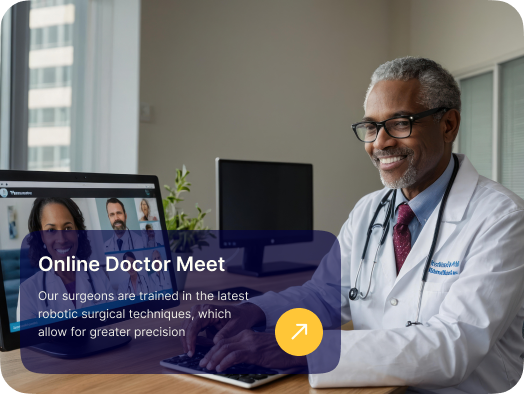 Online Doctor Meet
Our surgeons are trained in the latest
robotic surgical techniques, which
allow for greater precision